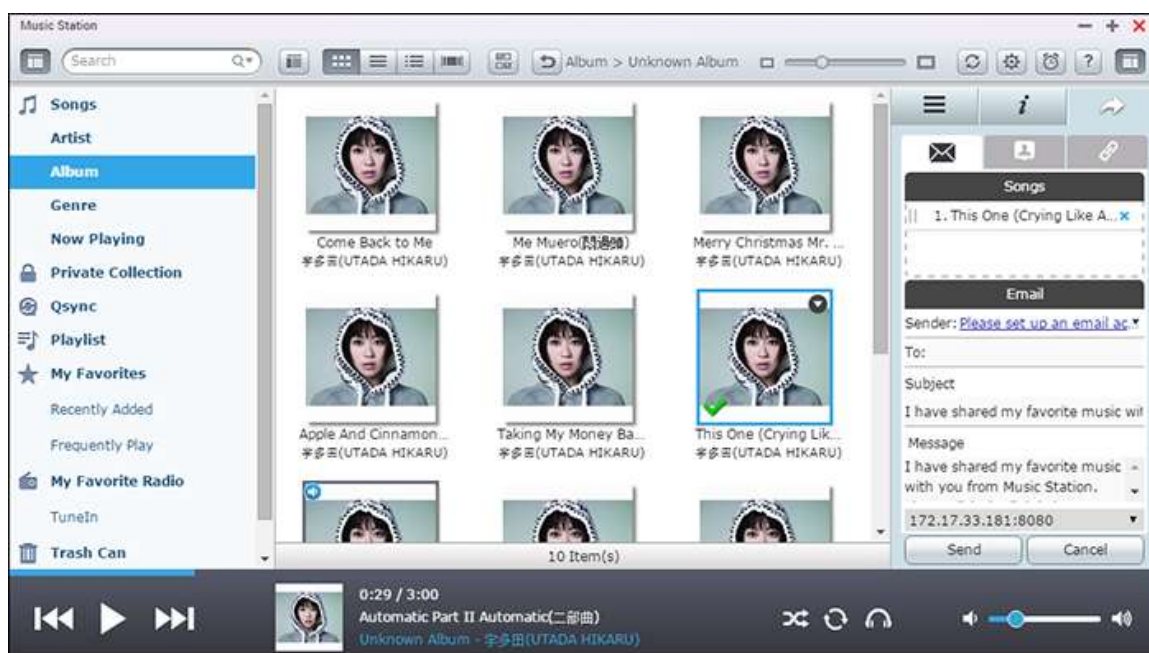 Music Station
Search
Album > Unknown Album
?
Songs
Artist
Album
Genre
Now Playing
Private Collection
Qsync
Playlist
My Favorites
Recently Added
Frequently Play
My Favorite Radio
TuneIn
Trash Can
Come Back to Me
宇多田(UTADA HIKARU)
Me Muero(悶過頭)
宇多田(UTADA HIKARU)
Merry Christmas Mr. ...
宇多田(UTADA HIKARU)
Apple And Cinnamon...
宇多田(UTADA HIKARU)
Taking My Money Ba...
宇多田(UTADA HIKARU)
This One (Crying Lik...
宇多田(UTADA HIKARU)
10 Item(s)
i
Songs
1. This One (Crying Like A...
Email
Sender: Please set up an email ac
To:
Subject
I have shared my favorite music wit
Message
I have shared my favorite music
with you from Music Station.
172.17.33.181:8080
Send
Cancel
0:29 / 3:00
Automatic Part II Automatic(二部曲)
Unknown Album - 宇多田(UTADA HIKARU)